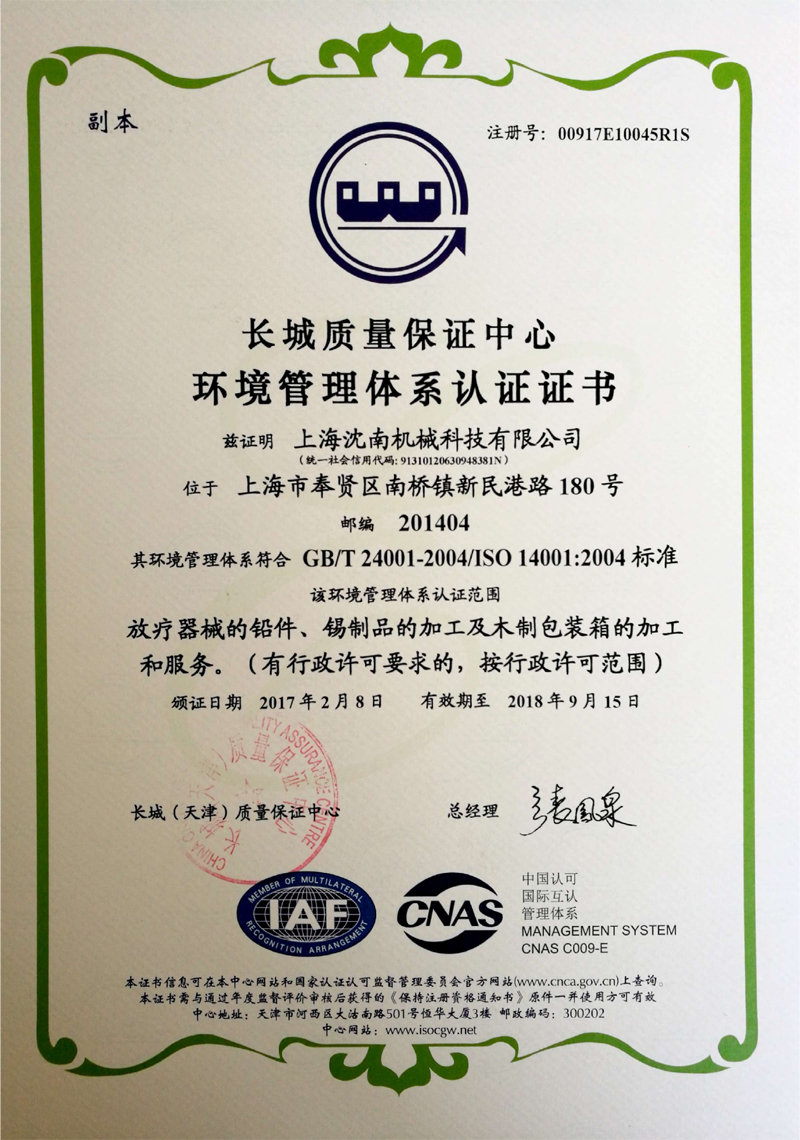 副本
注册号：00917E10045R1S
长城质量保证中心
环境管理体系认证证书
兹证明 上海沈南机械科技有限公司
（统一社会信用代码：91310120630948381N）
位于 上海市奉贤区南桥镇新民港路 180 号
邮编 201404
其环境管理体系符合 GB/T 24001-2004/ISO 14001:2004 标准
该环境管理体系认证范围
放疗器械的铅件、锡制品的加工及木制包装箱的加工
和服务。（有行政许可要求的，按行政许可范围）
颁证日期 2017 年 2 月 8 日 有效期至 2018 年 9 月 15 日
LITY ASSURANCE CENTRE
质量保证中心
CHINA
长城（天津）质量保证中心
总经理
MEMBER OF MULTILATERAL
IAF
RECOGNITION ARRANGEMENT
CNAS
中国认可
国际互认
管理体系
MANAGEMENT SYSTEM
CNAS C009-E
本证书信息可在本中心网站和国家认证认可监督管理委员会官方网站(www.cnca.gov.cn)上查询。
本证书需与通过年度监督评价审核后获得的《保持注册资格通知书》原件一并使用方可有效
中心地址：天津市河西区大沽南路501号恒华大厦3楼 邮政编码：300202
中心网站：www.isocgw.net